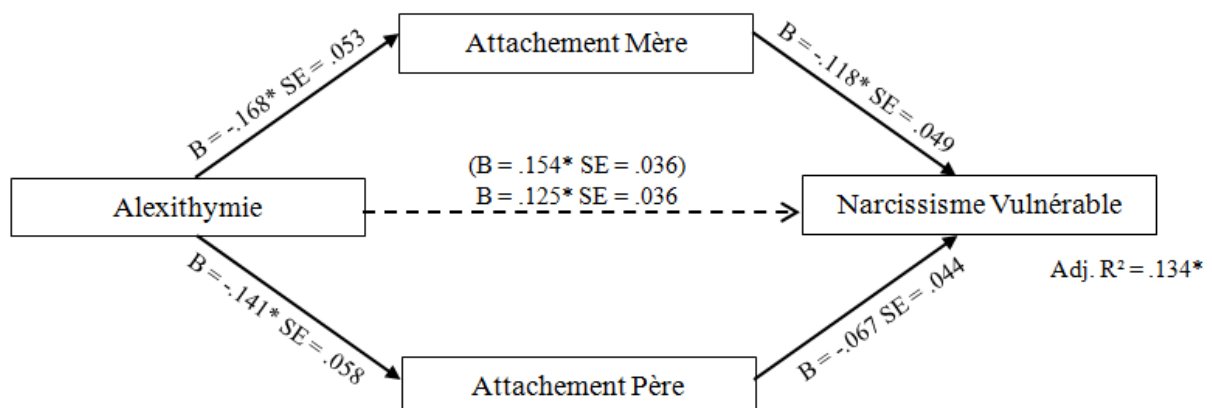 Attachement Mère
B = -.168* SE = .053
B = -.118* SE = .049
(B = .154* SE = .036)
B = .125* SE = .036
Alexithymie
Narcissisme Vulnérable
Adj. R² = .134*
B = -.141* SE = .058
B = -.067 SE = .044
Attachement Père